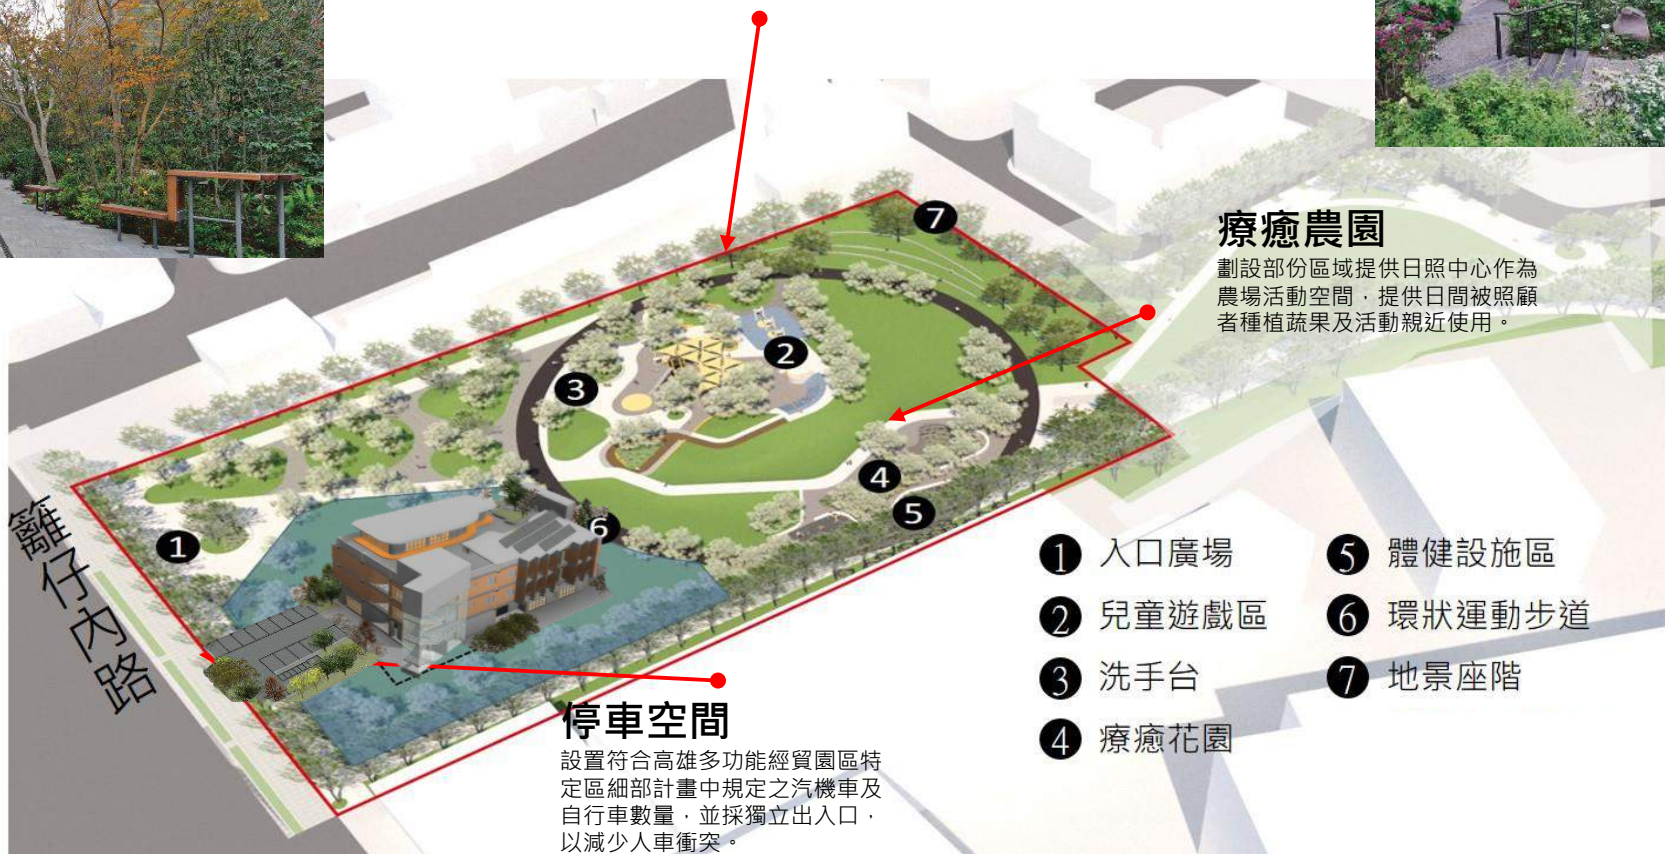 7
療癒農園
劃設部份區域提供日照中心作為
農場活動空間，提供日間被照顧
者種植蔬果及活動親近使用。
2
3
4
5
6
1
籬仔內路
1 入口廣場
2 兒童遊戲區
3 洗手台
4 療癒花園
5 體健設施區
6 環狀運動步道
7 地景座階
停車空間
設置符合高雄多功能經貿園區特
定區細部計畫中規定之汽機車及
自行車數量，並採獨立出入口，
以減少人車衝突。